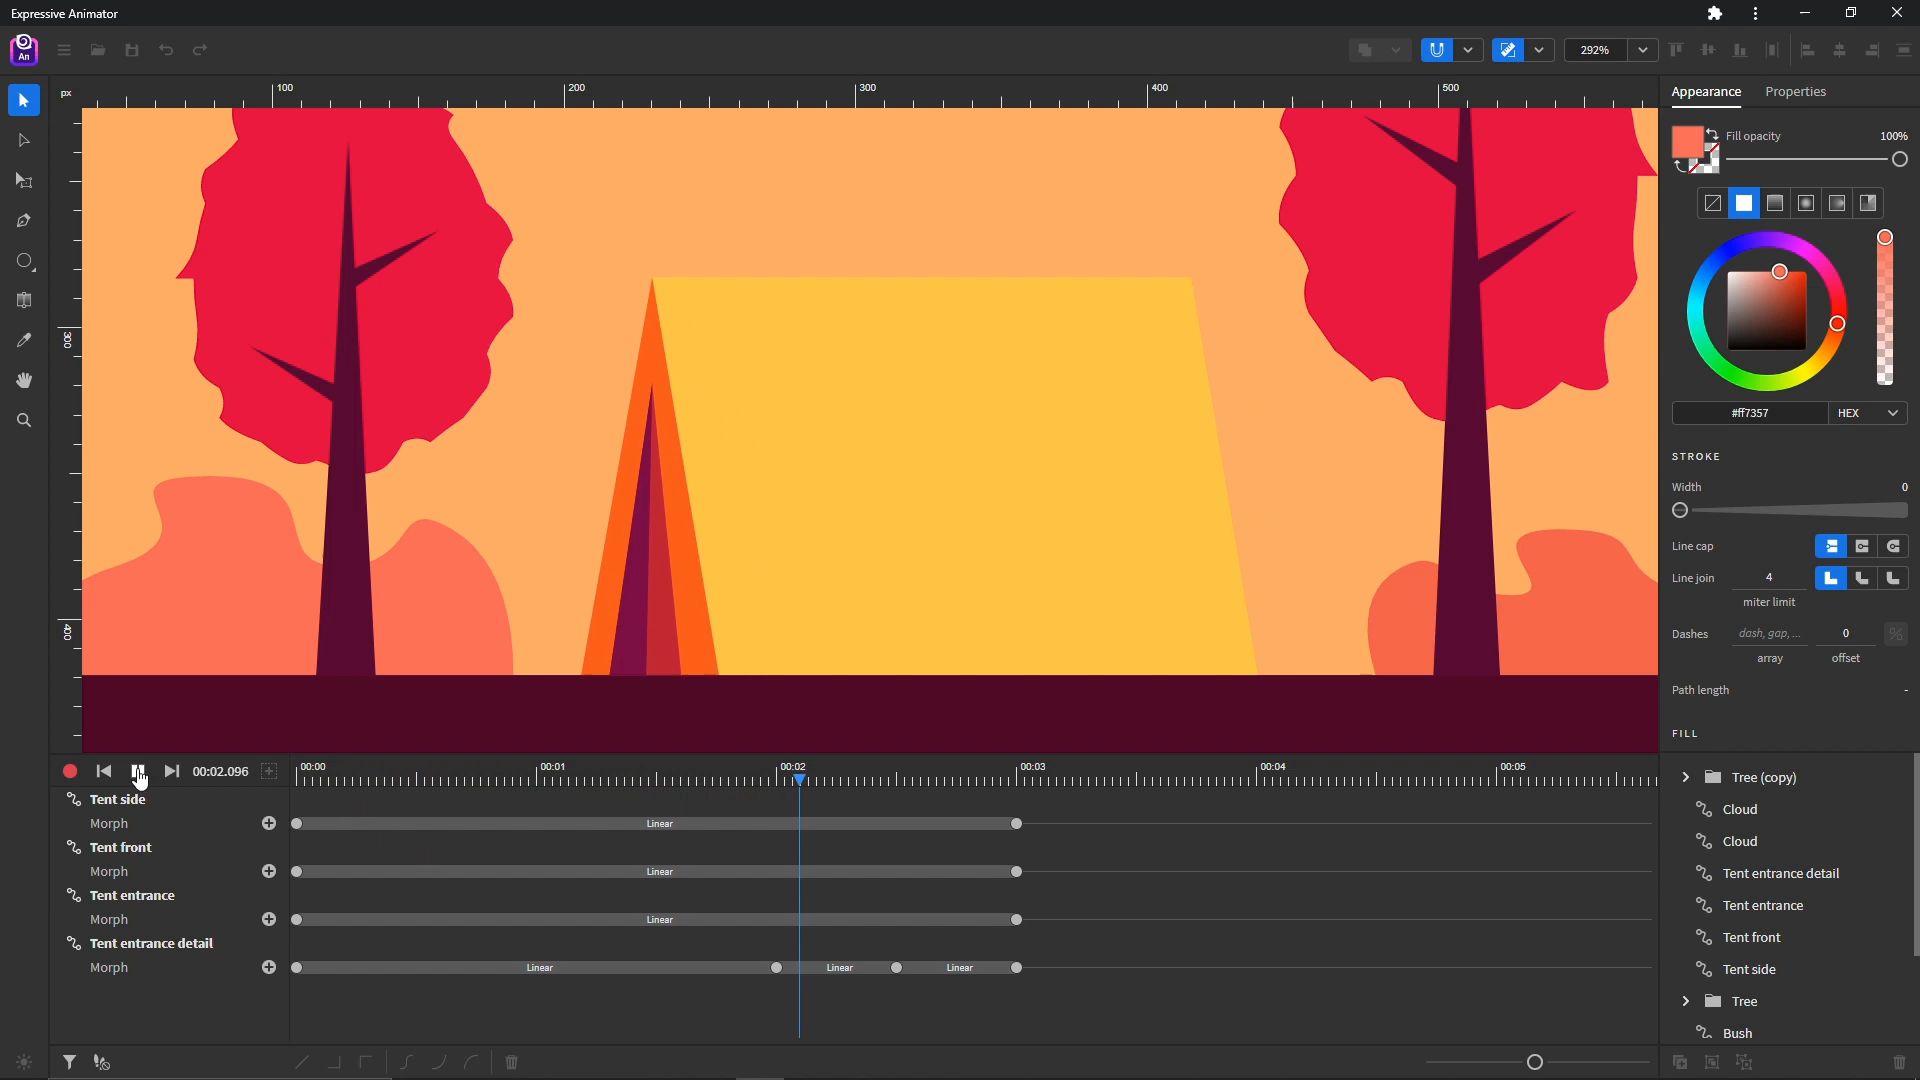 Expressive Animator
An
292%
px
100
200
300
400
500
300
400
Appearance
Properties
Fill opacity
100%
#ff7357
HEX
STROKE
Width
0
Line cap
Line join
4
miter limit
Dashes
dash, gap, ...
0
%
array
offset
Path length
-
FILL
00:02.096
00:00
00:01
00:02
00:03
00:04
00:05
Tent side
Morph
Linear
Tent front
Morph
Linear
Tent entrance
Morph
Linear
Tent entrance detail
Morph
Linear
Linear
Linear
Tree (copy)
Cloud
Cloud
Tent entrance detail
Tent entrance
Tent front
Tent side
Tree
Bush